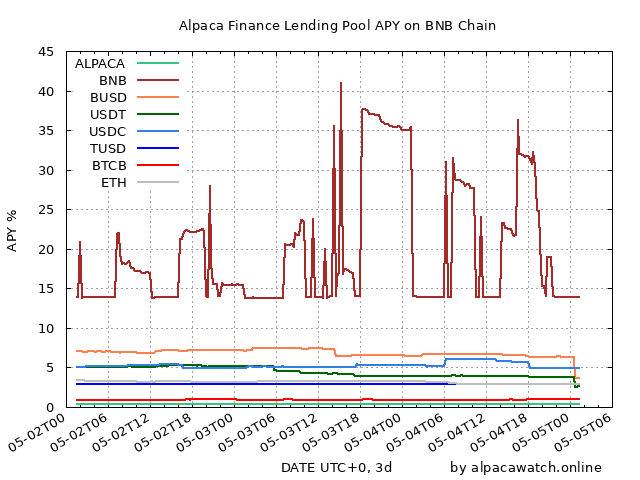 Alpaca Finance Lending Pool APY on BNB Chain
45
40
35
30
25
20
15
10
5
0
APY %
ALPACA
BNB
BUSD
USDT
USDC
TUSD
BTCB
ETH
05-02T00
05-02T06
05-02T12
05-02T18
05-03T00
05-03T06
05-03T12
05-03T18
05-04T00
05-04T06
05-04T12
05-04T18
05-05T00
05-05T06
DATE UTC+0, 3d
by alpacawatch.online